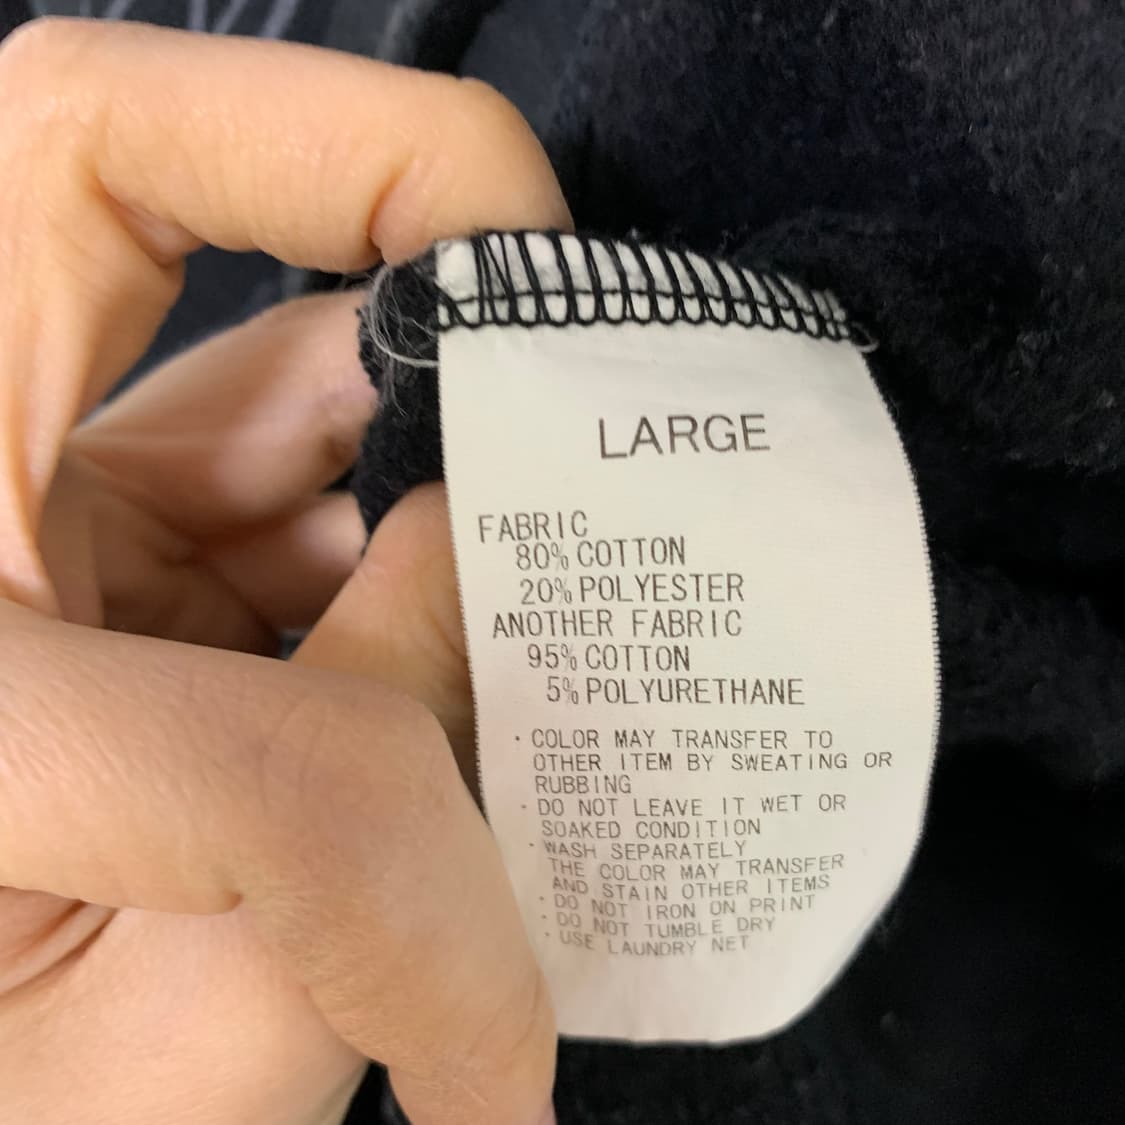 LARGE
FABRIC
80% COTTON
20% POLYESTER
ANOTHER FABRIC
95% COTTON
5% POLYURETHANE
・COLOR MAY TRANSFER TO
OTHER ITEM BY SWEATING OR
RUBBING
・DO NOT LEAVE IT WET OR
SOAKED CONDITION
・WASH SEPARATELY
THE COLOR MAY TRANSFER
AND STAIN OTHER ITEMS
・DO NOT IRON ON PRINT
・DO NOT TUMBLE DRY
・USE LAUNDRY NET